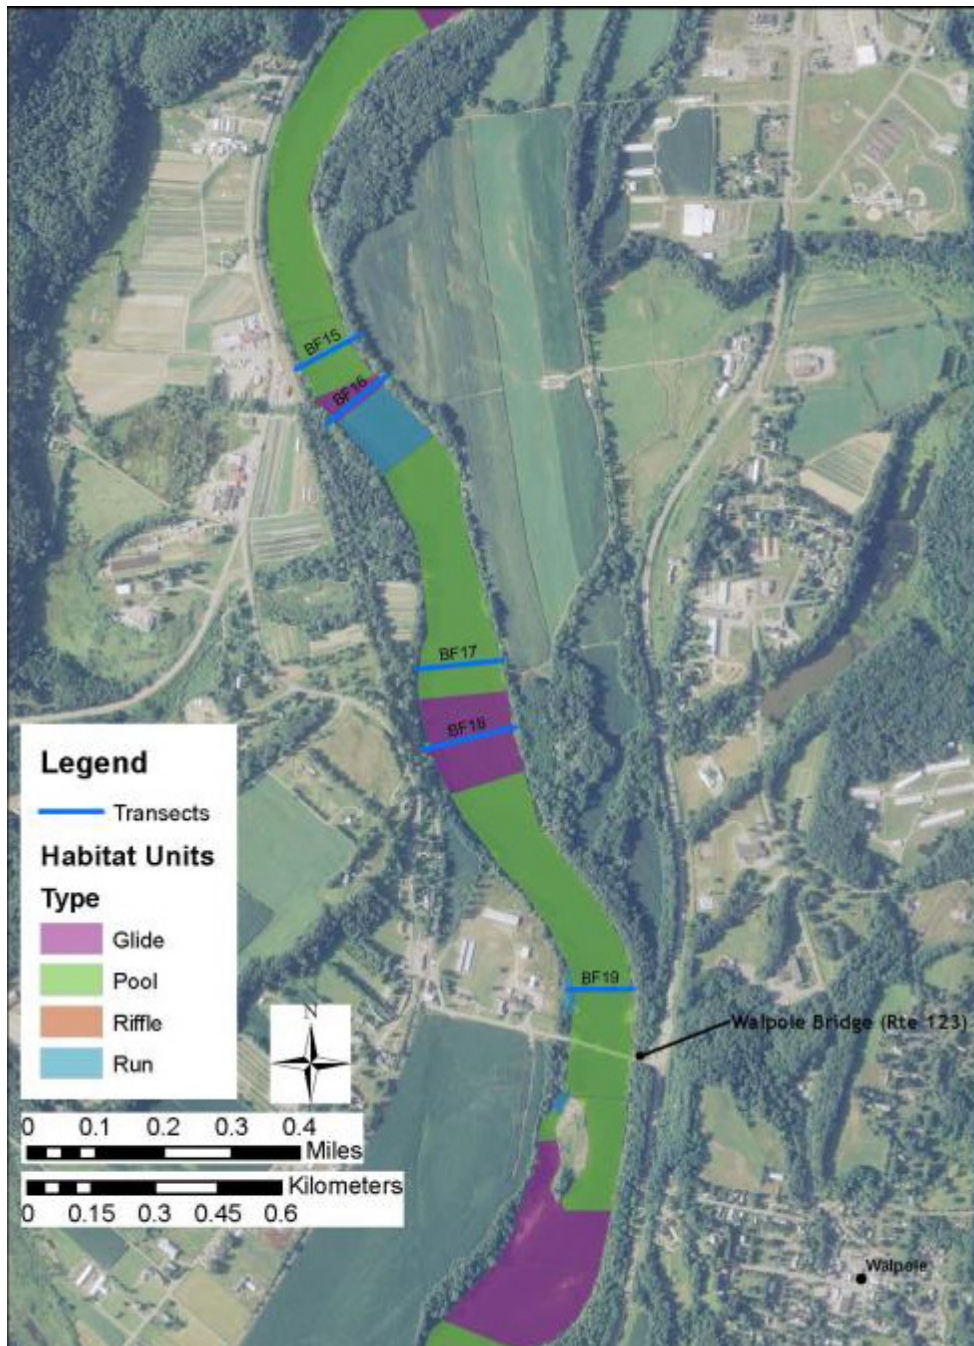 BF15
BF16
BF17
BF18
Legend
Transects
Habitat Units
Type
Glide
Pool
Riffle
Run
BF19
Walpole Bridge (Rte 123)
N
0 0.1 0.2 0.3 0.4
Miles
Kilometers
0 0.15 0.3 0.45 0.6
Walpole